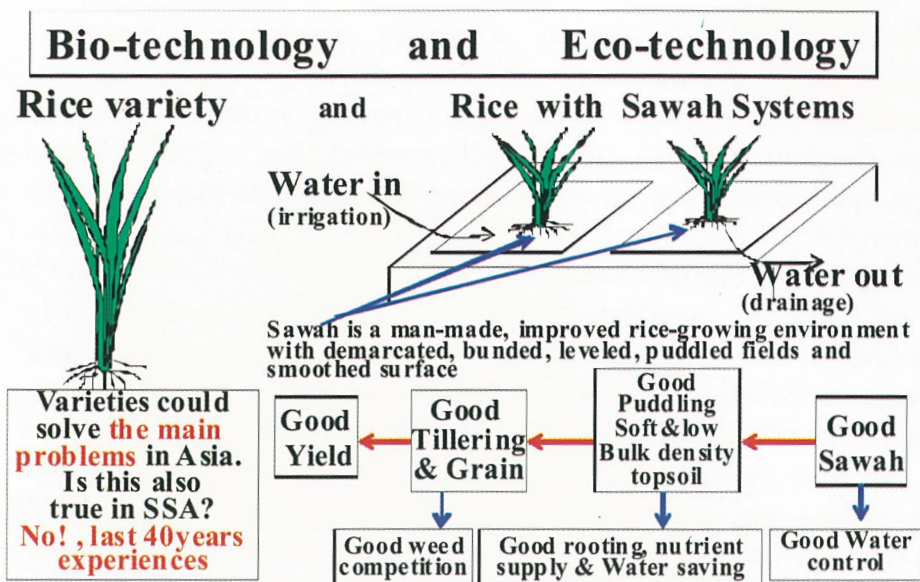 Bio-technology and Eco-technology
Rice variety and Rice with Sawah Systems
Water in
(irrigation)
Water out
(drainage)
Sawah is a man-made, improved rice-growing environment
with demarcated, bunded, leveled, puddled fields and
smoothed surface
Varieties could
solve the main
problems in Asia.
Is this also
true in SSA?
No! , last 40years
experiences
Good
Yield
Good
Tillering
& Grain
Good
Puddling
Soft&low
Bulk density
topsoil
Good
Sawah
Good weed
competition
Good rooting, nutrient
supply & Water saving
Good Water
control